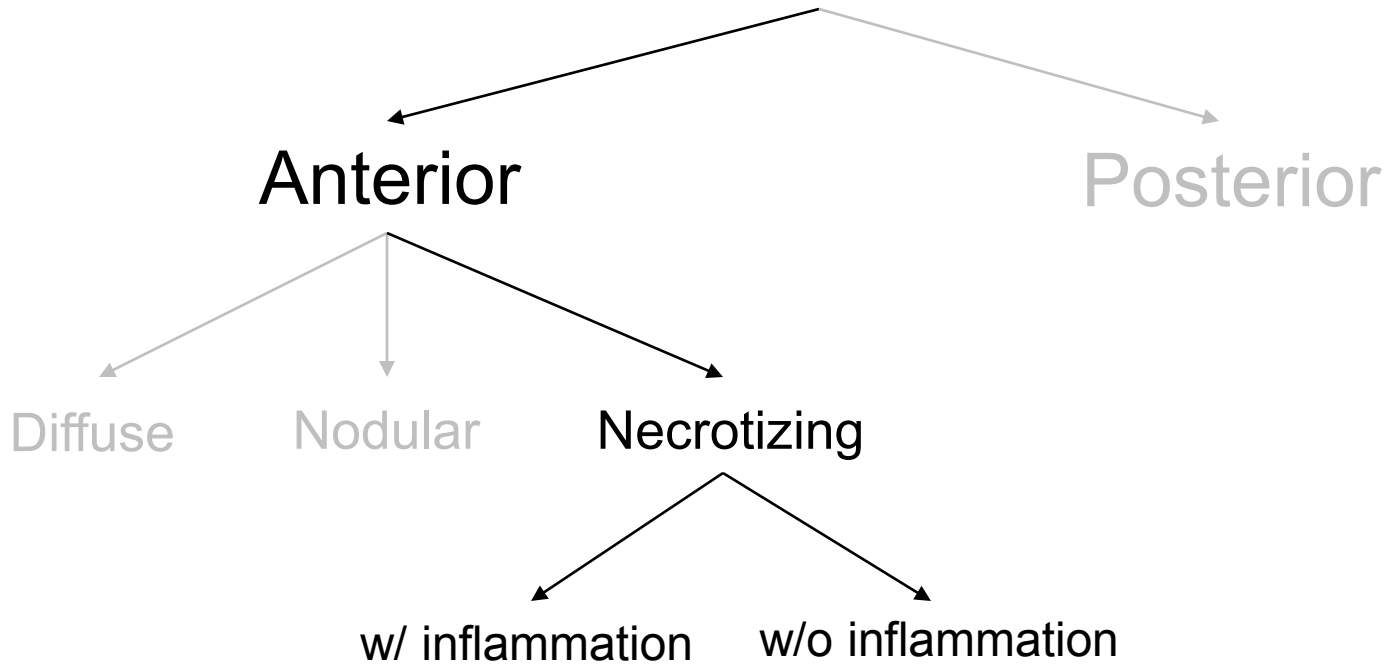 Anterior
Posterior
Diffuse
Nodular
Necrotizing
w/ inflammation
w/o inflammation